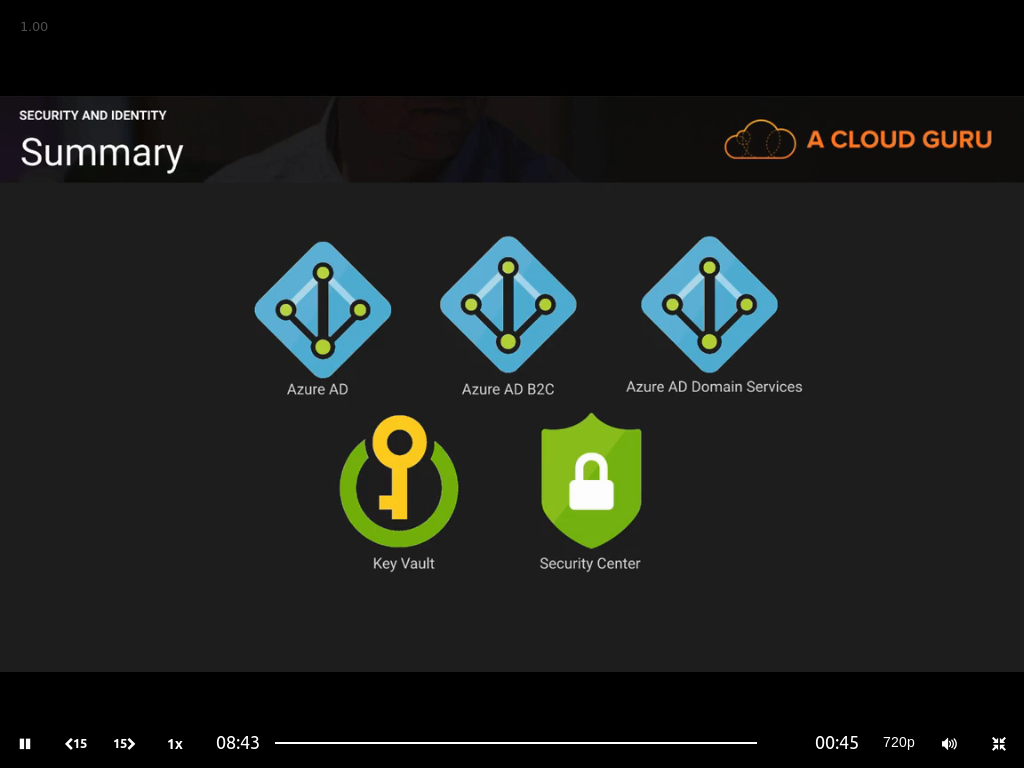 1.00
SECURITY AND IDENTITY
Summary
A CLOUD GURU
Azure AD
Azure AD B2C
Azure AD Domain Services
Key Vault
Security Center
15
15
1x
08:43
00:45
720p